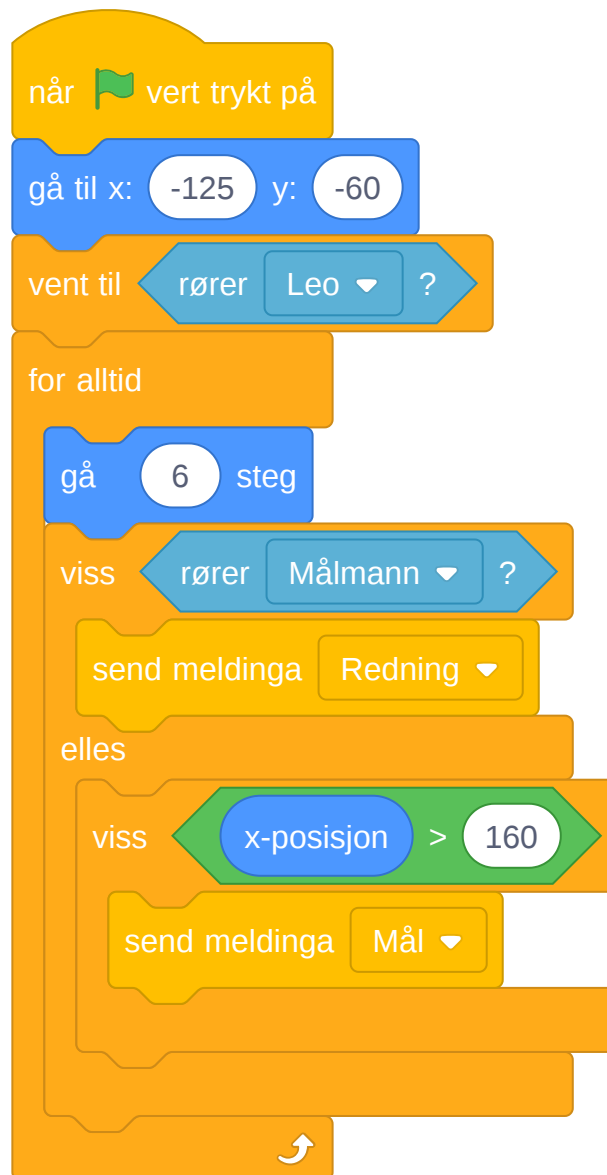 når vert trykt på
gå til x: -125 y: -60
vent til rører Leo ?
for alltid
gå 6 steg
viss rører Målmann ?
send meldinga Redning
elles
viss x-posisjon > 160
send meldinga Mål